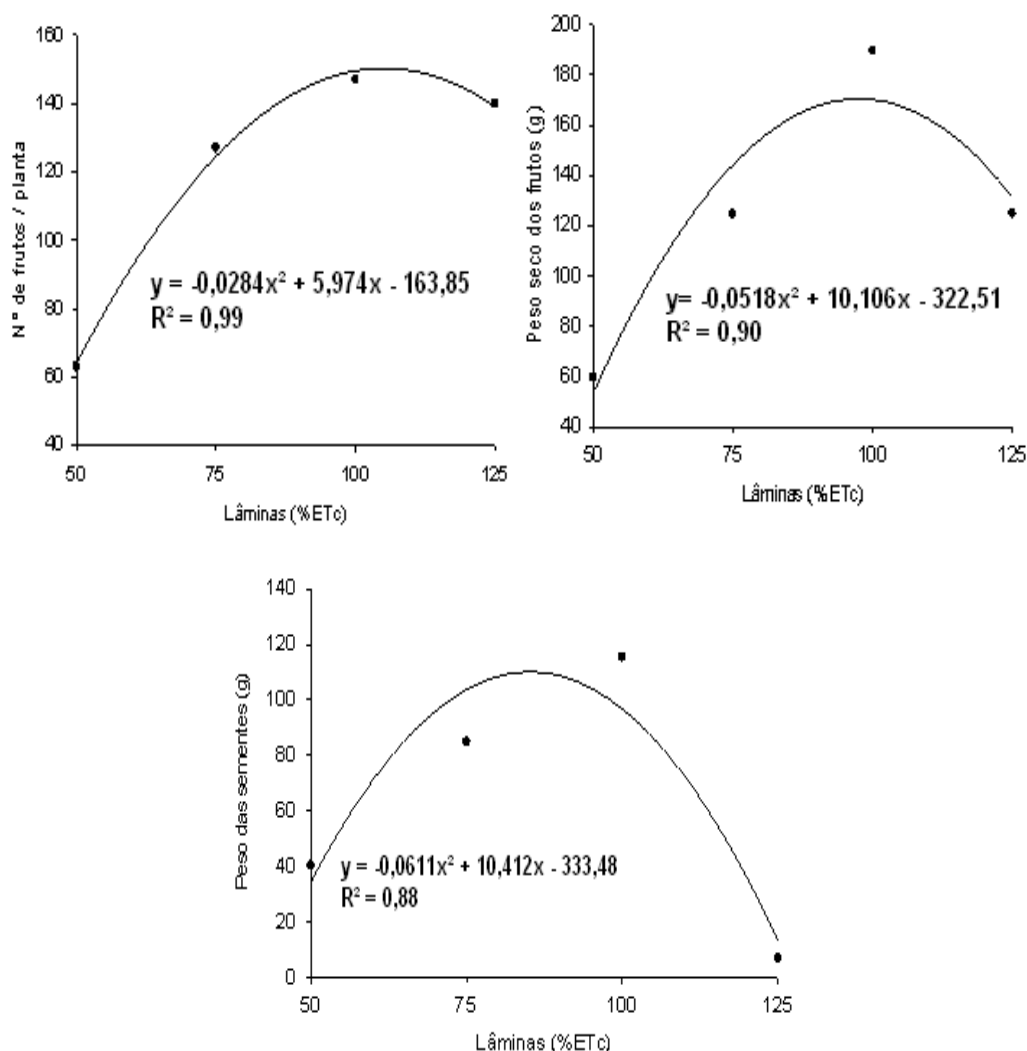 160
140
120
100
80
60
40
Nº de frutos / planta
y = -0,0284x² + 5,974x - 163,85
R² = 0,99
50 75 100 125
Lâminas (%ETc)
200
180
160
140
120
100
80
60
40
Peso seco dos frutos (g)
y= -0,0518x² + 10,106x - 322,51
R² = 0,90
50 75 100 125
Lâminas (%ETc)
140
120
100
80
60
40
20
0
Peso das sementes (g)
y = -0,0611x² + 10,412x - 333,48
R² = 0,88
50 75 100 125
Lâminas (%ETc)